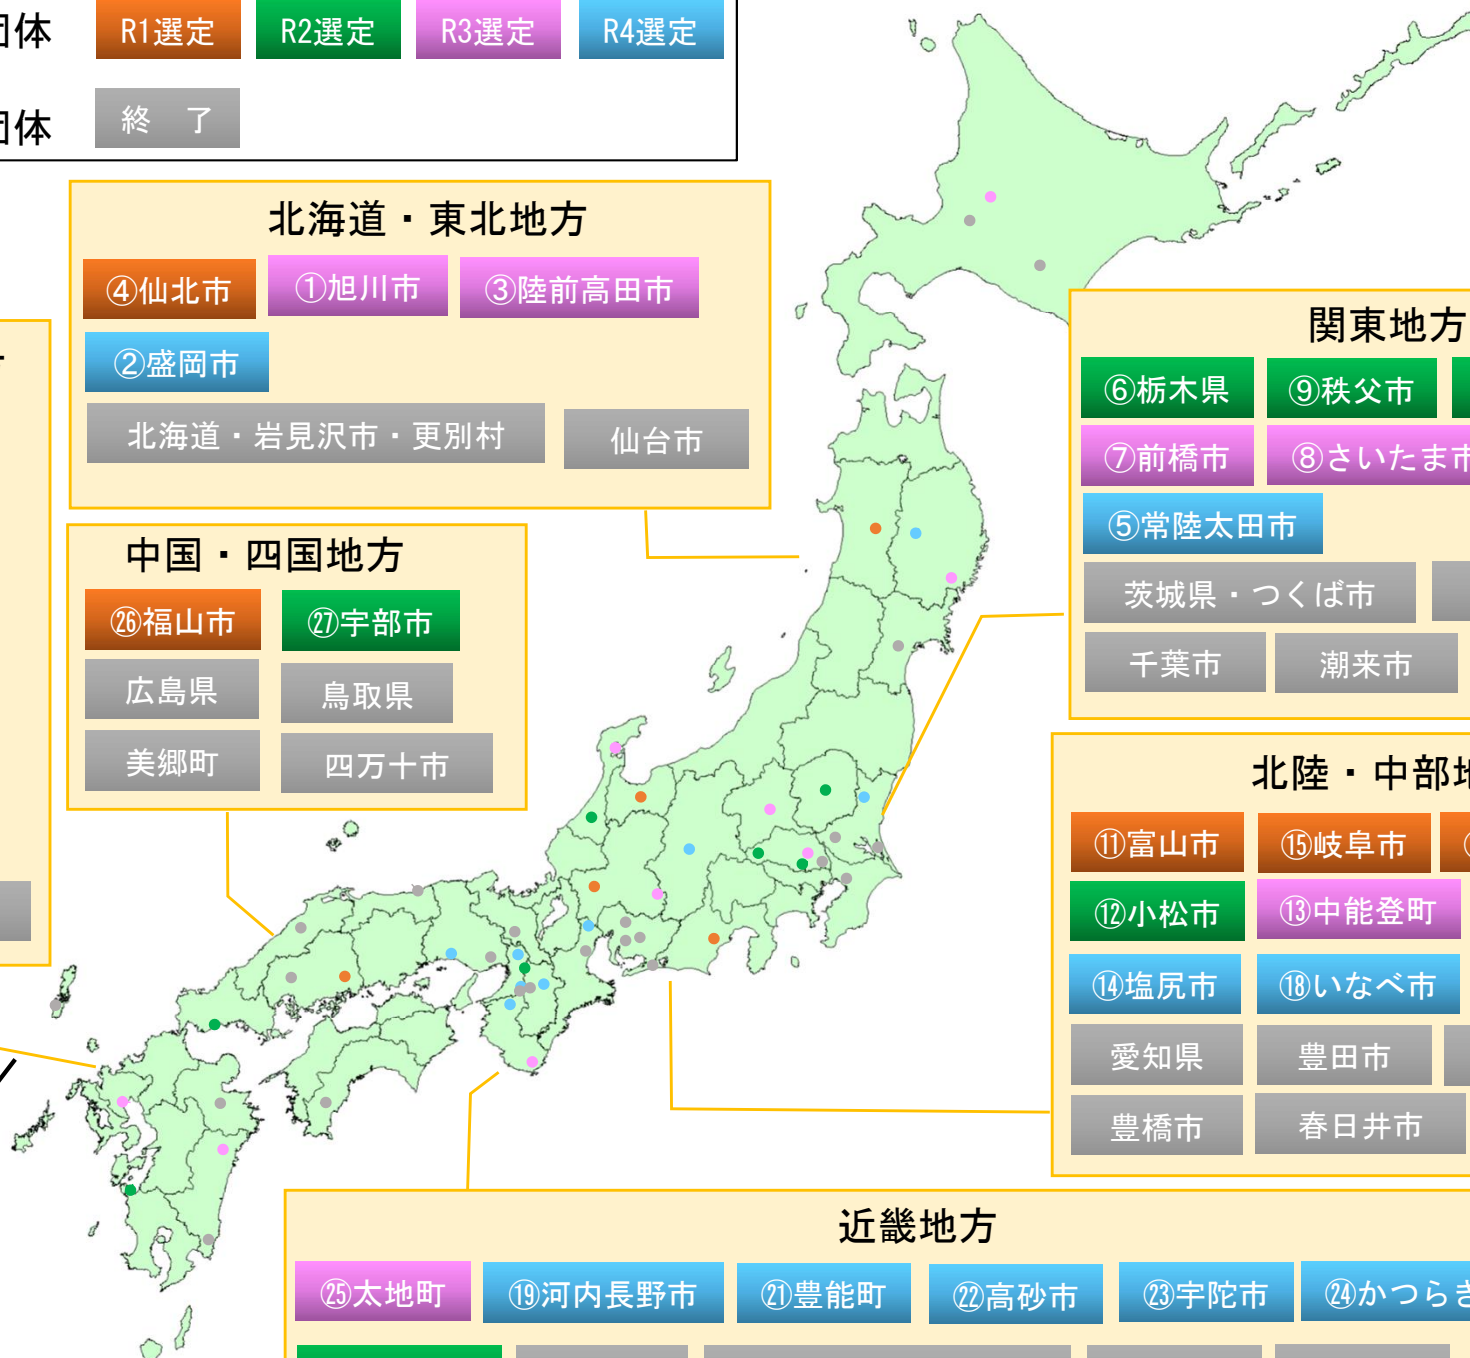 団体 R1選定 R2選定 R3選定 R4選定
団体 終 了
北海道・東北地方
④仙北市 ①旭川市 ③陸前高田市
②盛岡市
北海道・岩見沢市・更別村 仙台市
中国・四国地方
㉖福山市 ㉗宇部市
広島県 鳥取県
美郷町 四万十市
関東地方
⑥栃木県 ⑨秩父市
⑦前橋市 ⑧さいたま市
⑤常陸太田市
茨城県・つくば市
千葉市 潮来市
北陸・中部地
⑪富山市 ⑮岐阜市
⑫小松市 ⑬中能登町
⑭塩尻市 ⑱いなべ市
愛知県 豊田市
豊橋市 春日井市
近畿地方
㉕太地町 ⑲河内長野市 ㉑豊能町 ㉒高砂市 ㉓宇陀市 ㉔かつらぎ